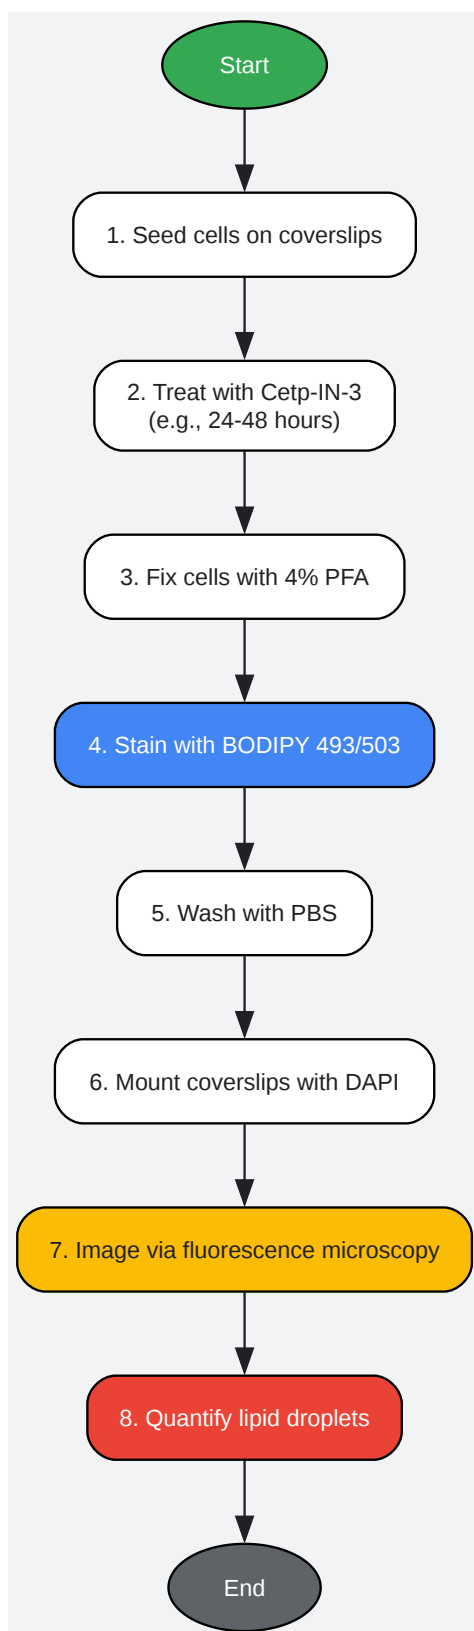 Start
1. Seed cells on coverslips
2. Treat with Cetp-IN-3
(e.g., 24-48 hours)
3. Fix cells with 4% PFA
4. Stain with BODIPY 493/503
5. Wash with PBS
6. Mount coverslips with DAPI
7. Image via fluorescence microscopy
8. Quantify lipid droplets
End